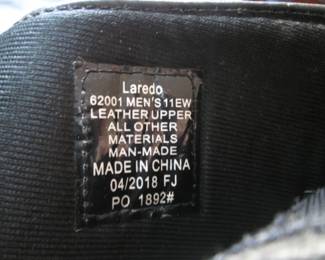 Laredo
62001 MEN'S 11EW
LEATHER UPPER
ALL OTHER
MATERIALS
MAN-MADE
MADE IN CHINA
04/2018 FJ
PO 1892#